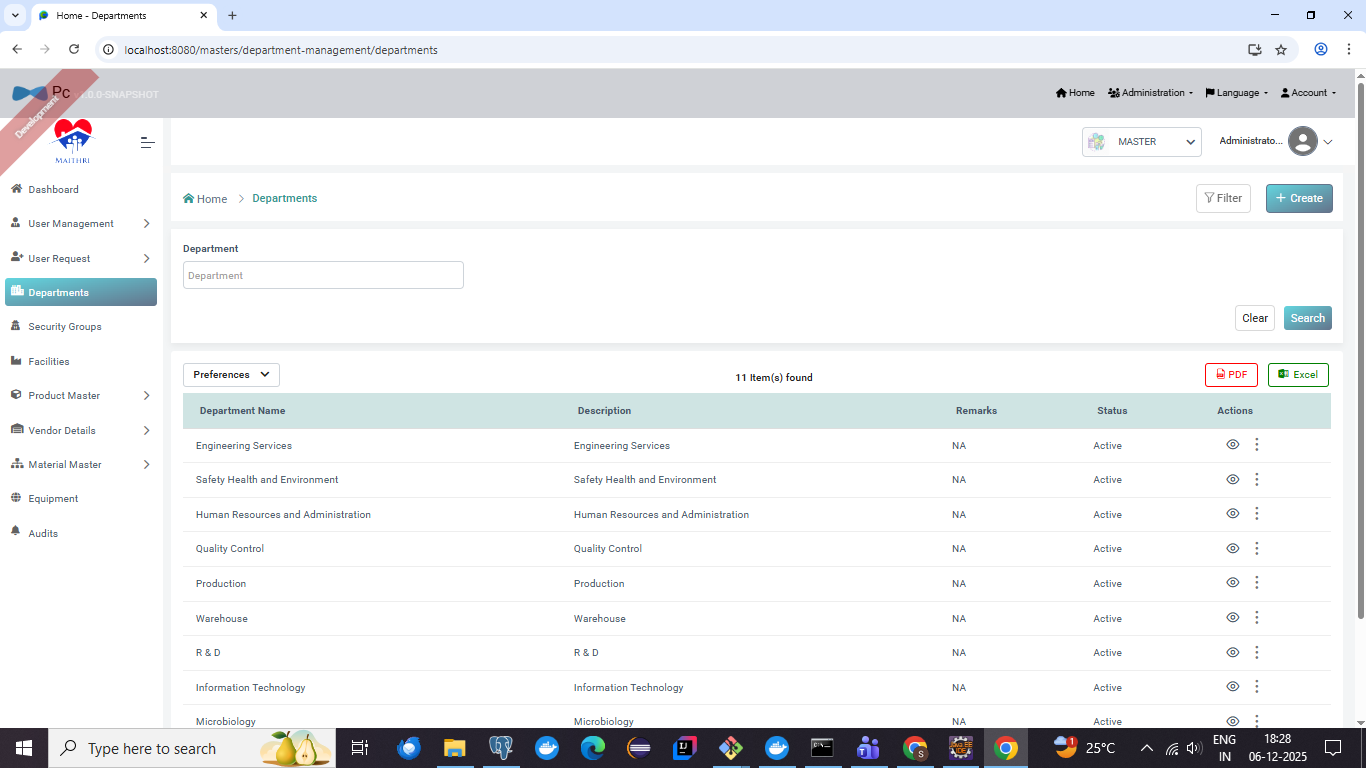 Home - Departments
localhost:8080/masters/department-management/departments
Pc v1.0.0-SNAPSHOT
Home Administration Language Account
Development
MAITHRI
MASTER Administrato...
Dashboard
User Management
User Request
Departments
Security Groups
Facilities
Product Master
Vendor Details
Material Master
Equipment
Audits
Home > Departments
Filter + Create
Department
Department
Clear Search
Preferences 11 Item(s) found PDF Excel
Department Name Description Remarks Status Actions
Engineering Services Engineering Services NA Active
Safety Health and Environment Safety Health and Environment NA Active
Human Resources and Administration Human Resources and Administration NA Active
Quality Control Quality Control NA Active
Production Production NA Active
Warehouse Warehouse NA Active
R & D R & D NA Active
Information Technology Information Technology NA Active
Microbiology Microbiology NA Active
Type here to search
25°C
ENG
IN
18:28
06-12-2025